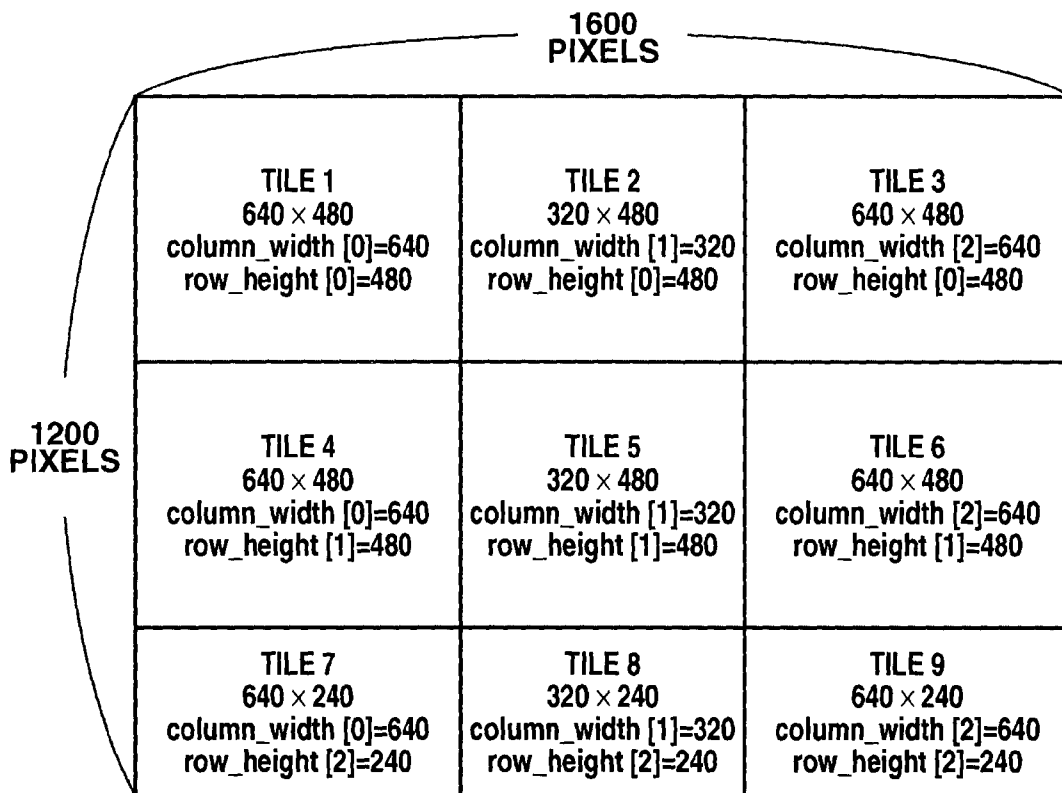 1600
PIXELS
TILE 1
640 × 480
column_width [0]=640
row_height [0]=480
TILE 2
320 × 480
column_width [1]=320
row_height [0]=480
TILE 3
640 × 480
column_width [2]=640
row_height [0]=480
1200
PIXELS
TILE 4
640 × 480
column_width [0]=640
row_height [1]=480
TILE 5
320 × 480
column_width [1]=320
row_height [1]=480
TILE 6
640 × 480
column_width [2]=640
row_height [1]=480
TILE 7
640 × 240
column_width [0]=640
row_height [2]=240
TILE 8
320 × 240
column_width [1]=320
row_height [2]=240
TILE 9
640 × 240
column_width [2]=640
row_height [2]=240